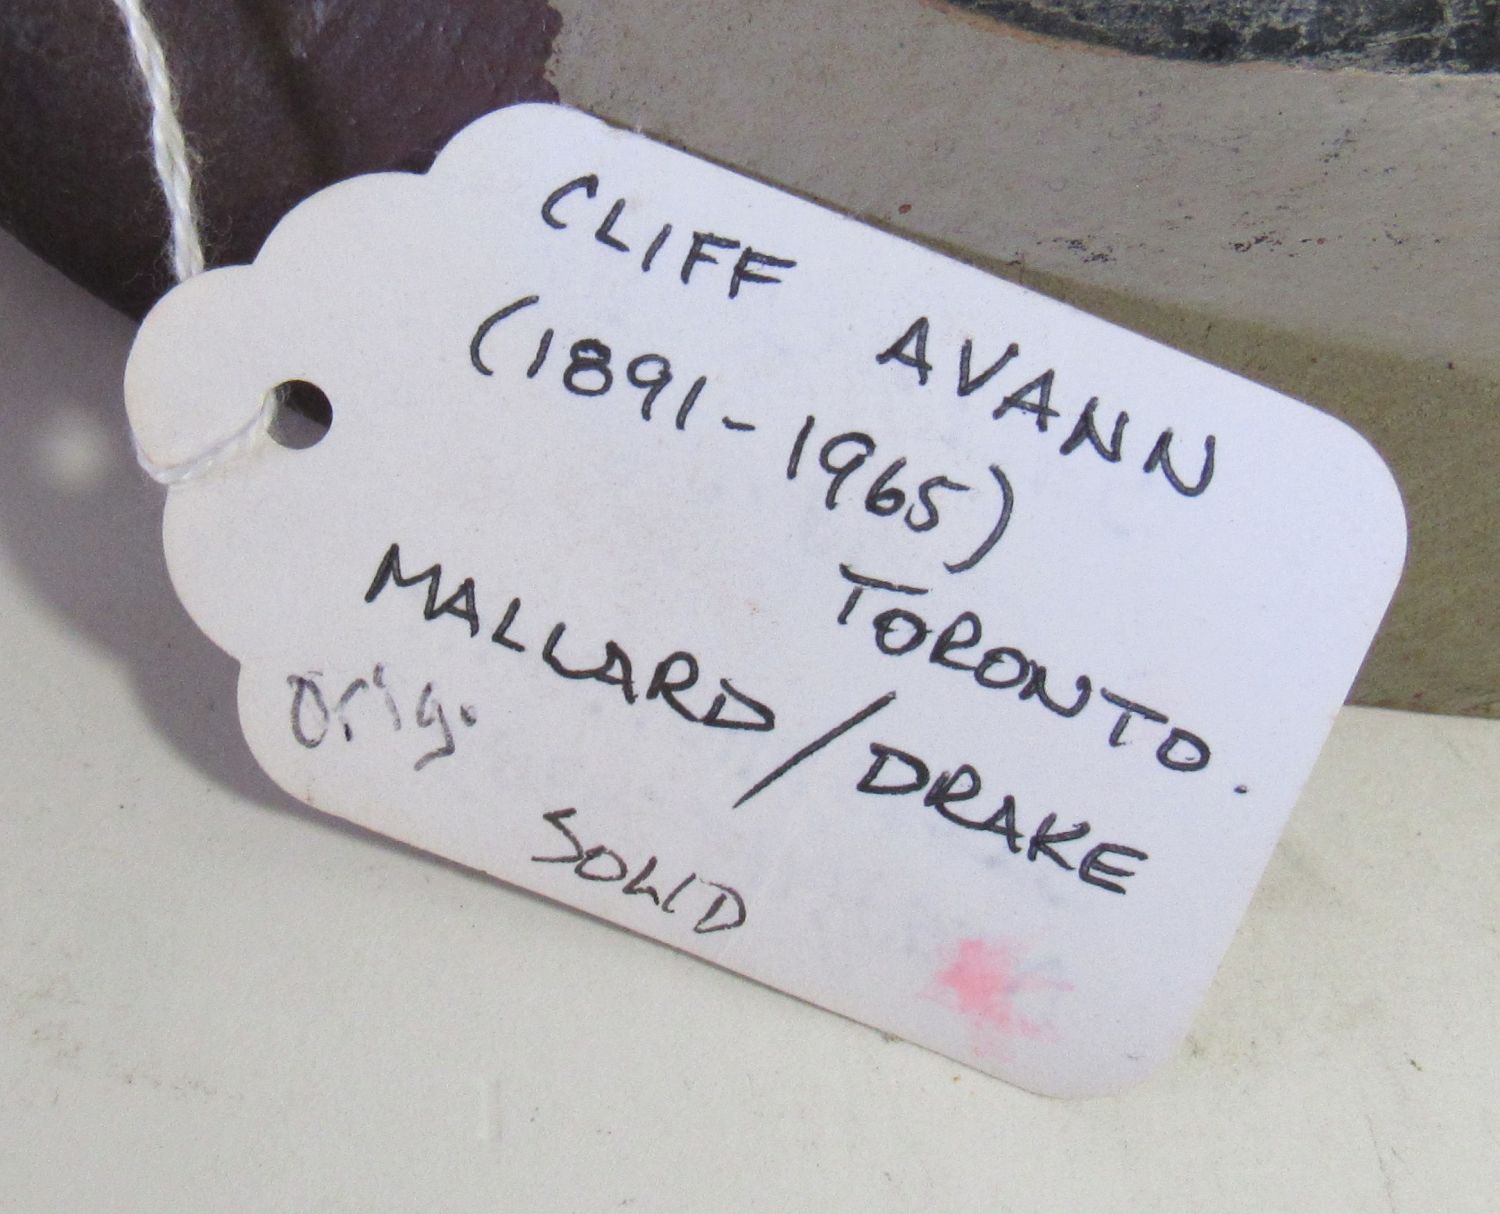 CLIFF AVANN
(1891-1965)
TORONTO.
MALLARD/DRAKE
Orig.
SOLID